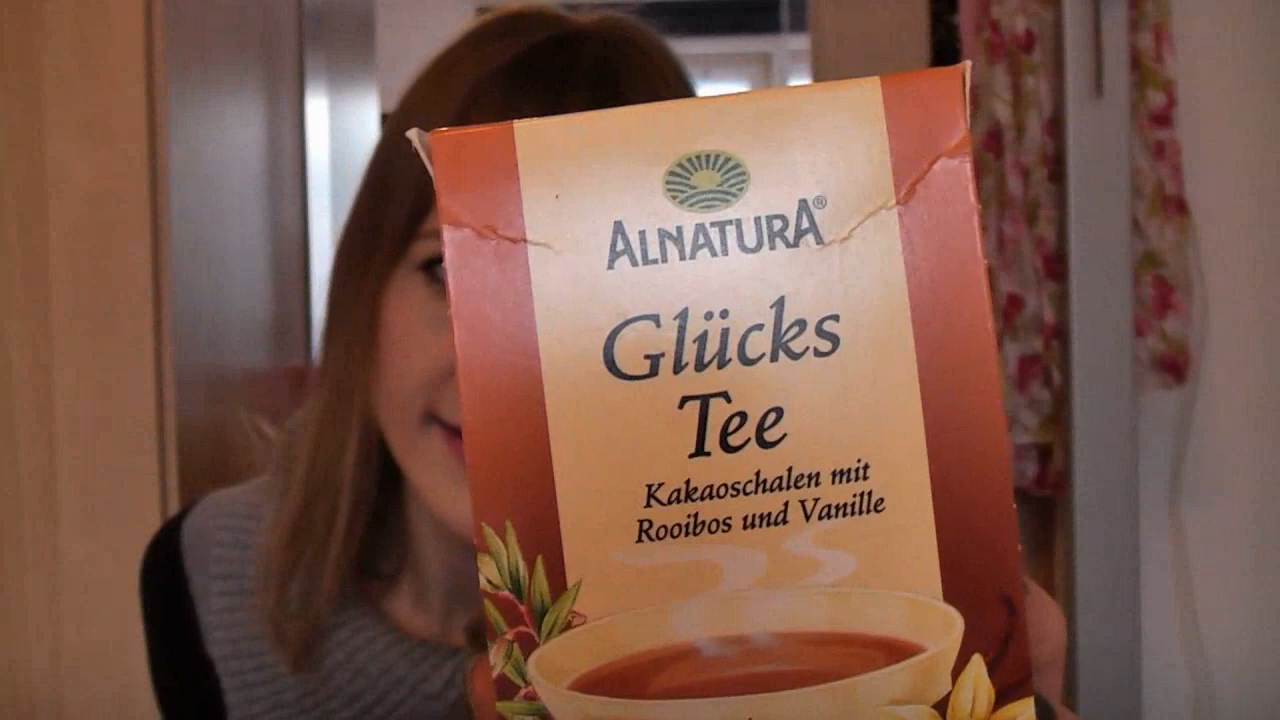 ALNATURA®
Glücks
Tee
Kakaoschalen mit
Rooibos und Vanille